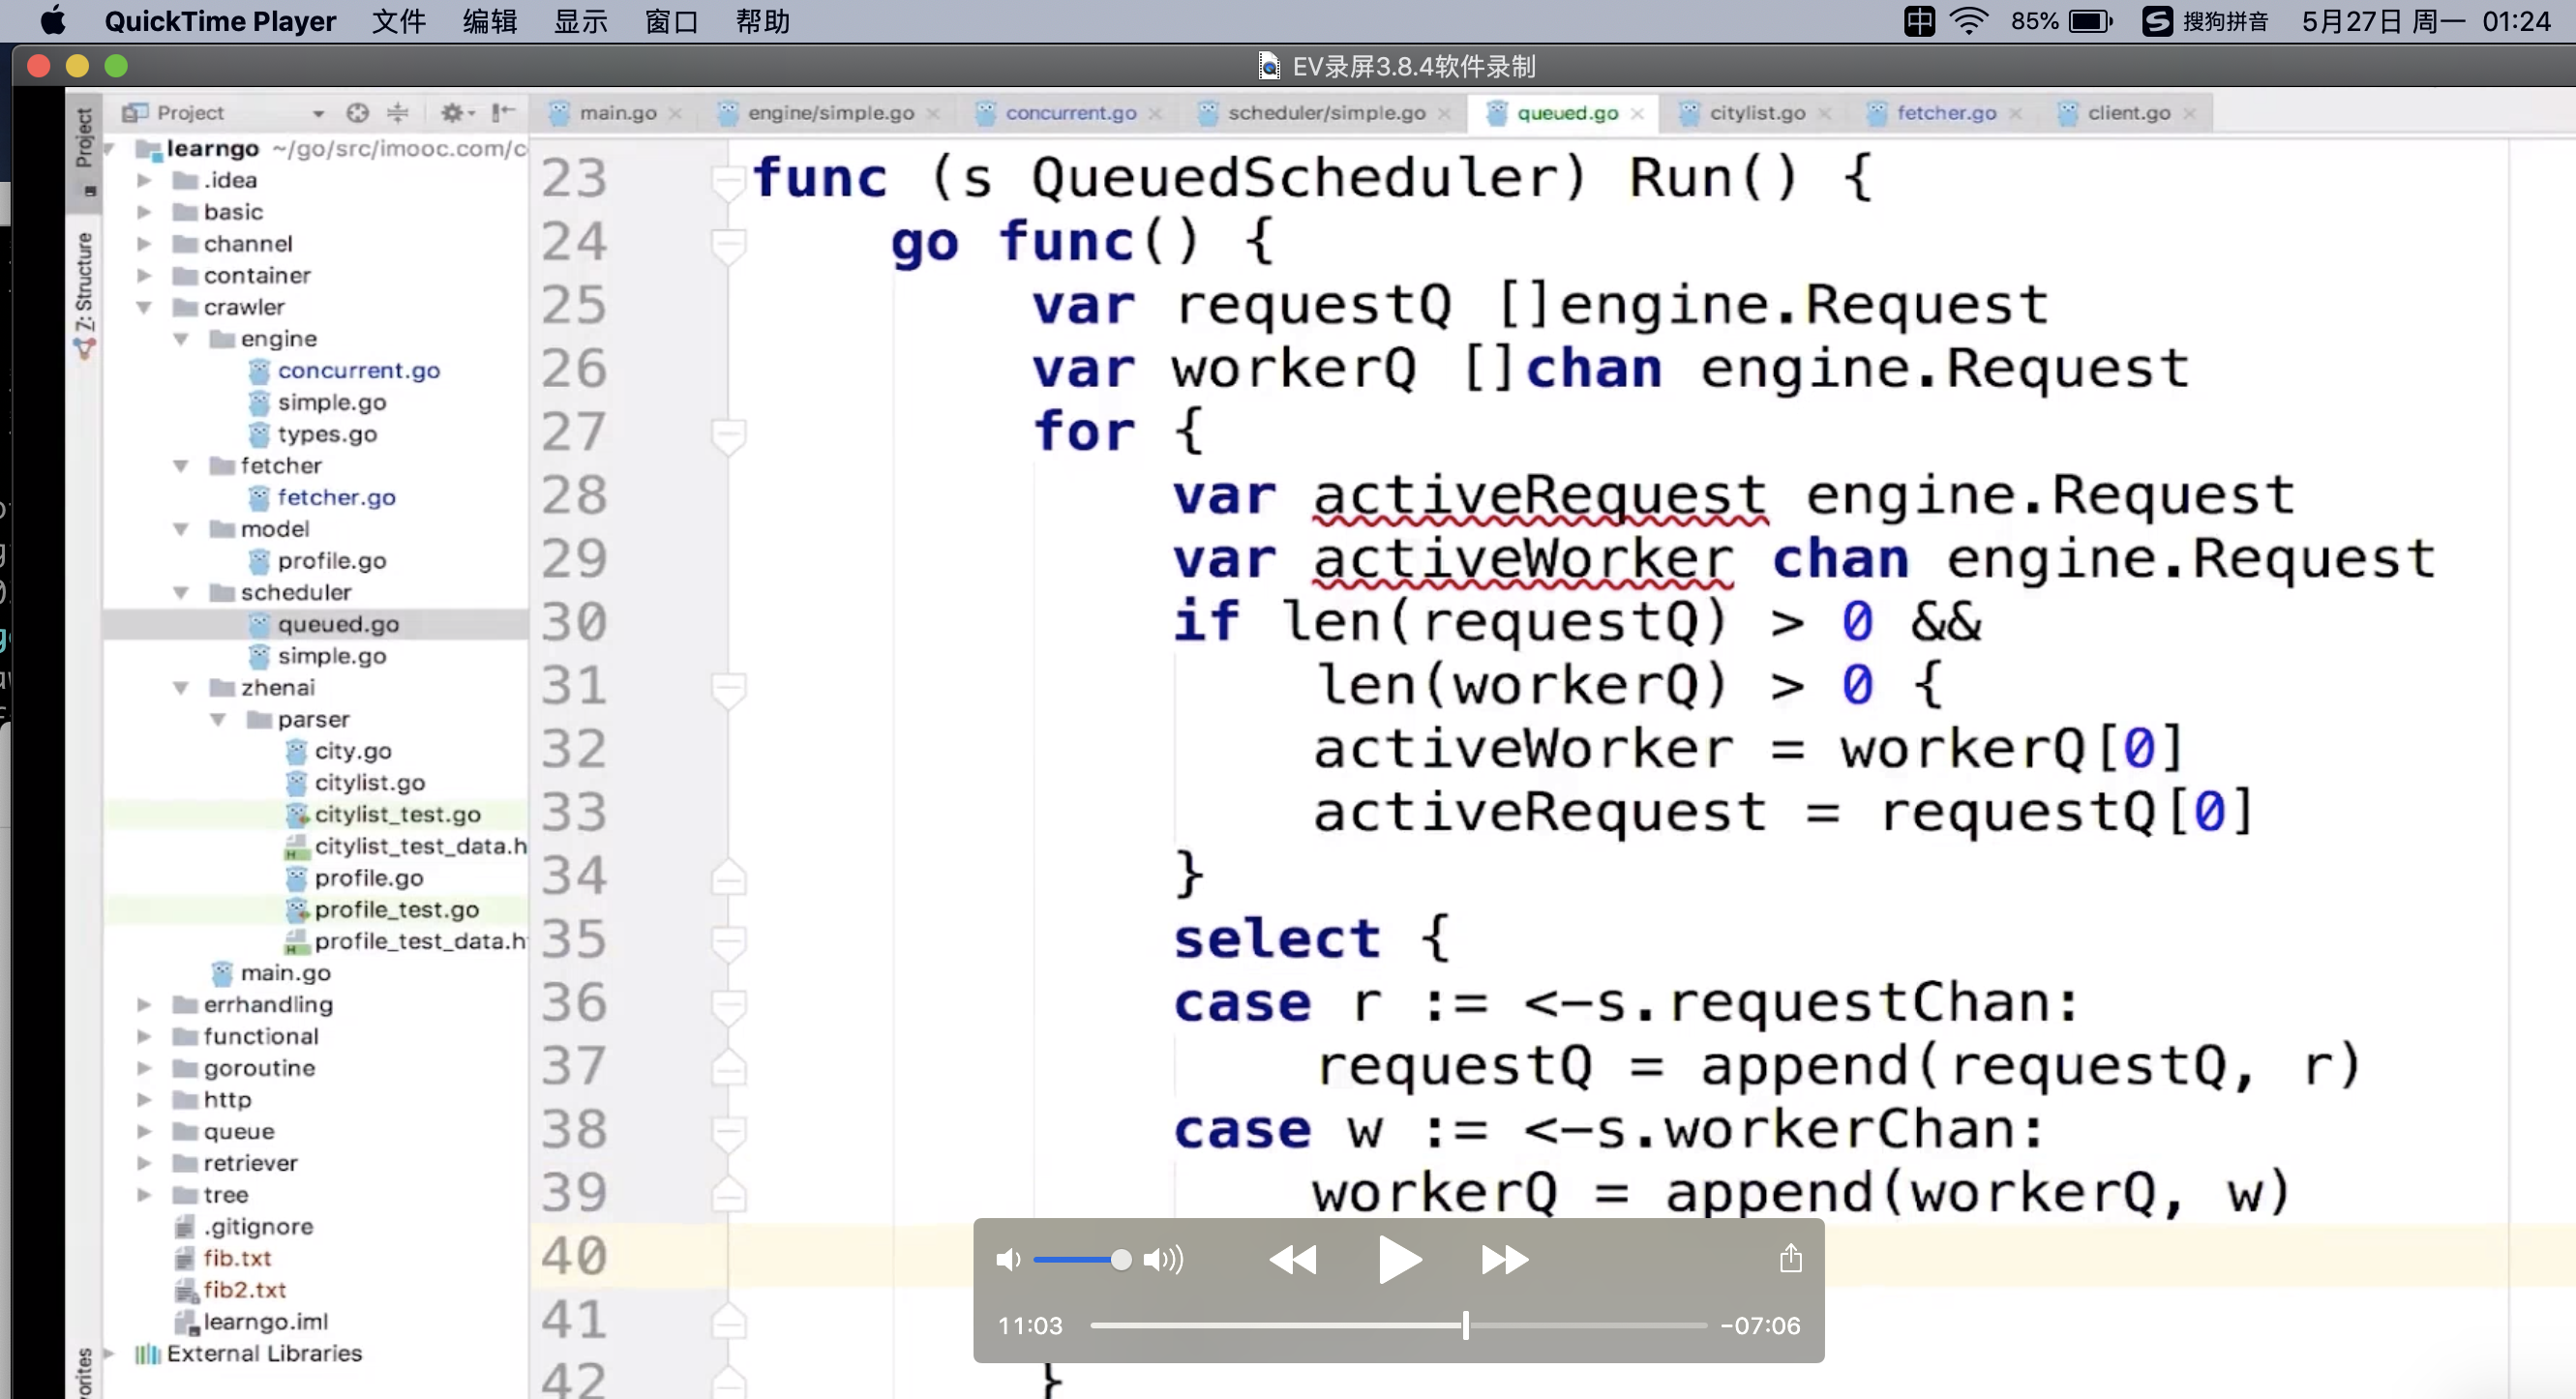 QuickTime Player 文件 编辑 显示 窗口 帮助 中 85% 搜狗拼音 5月27日 周一 01:24
EV录屏3.8.4软件录制
Project
Z: Structure
Project
main.go engine/simple.go concurrent.go scheduler/simple.go queued.go citylist.go fetcher.go client.go
learngo ~/go/src/imooc.com/c
.idea
basic
channel
container
crawler
engine
concurrent.go
simple.go
types.go
fetcher
fetcher.go
model
profile.go
scheduler
queued.go
simple.go
zhenai
parser
city.go
citylist.go
citylist_test.go
citylist_test_data.h
profile.go
profile_test.go
profile_test_data.h
main.go
errhandling
functional
goroutine
http
queue
retriever
tree
.gitignore
fib.txt
fib2.txt
learngo.iml
External Libraries
23 func (s QueuedScheduler) Run() {
24 go func() {
25 var requestQ []engine.Request
26 var workerQ []chan engine.Request
27 for {
28 var activeRequest engine.Request
29 var activeWorker chan engine.Request
30 if len(requestQ) > 0 &&
31 len(workerQ) > 0 {
32 activeWorker = workerQ[0]
33 activeRequest = requestQ[0]
34 }
35 select {
36 case r := <-s.requestChan:
37 requestQ = append(requestQ, r)
38 case w := <-s.workerChan:
39 workerQ = append(workerQ, w)
40
41
42 }
11:03 -07:06